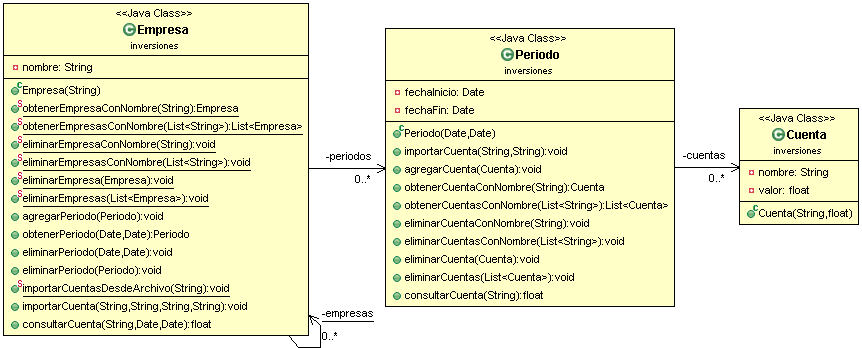 <<Java Class>>
Empresa
inversiones
nombre: String
Empresa(String)
obtenerEmpresaConNombre(String):Empresa
obtenerEmpresasConNombre(List<String>):List<Empresa>
eliminarEmpresaConNombre(String):void
eliminarEmpresasConNombre(List<String>):void
eliminarEmpresa(Empresa):void
eliminarEmpresas(List<Empresa>):void
agregarPeriodo(Periodo):void
obtenerPeriodo(Date,Date):Periodo
eliminarPeriodo(Date,Date):void
eliminarPeriodo(Periodo):void
importarCuentasDesdeArchivo(String):void
importarCuenta(String,String,String,String):void
consultarCuenta(String,Date,Date):float
-periodos
0..*
-empresas
0..*
<<Java Class>>
Periodo
inversiones
fechaInicio: Date
fechaFin: Date
Periodo(Date,Date)
importarCuenta(String,String):void
agregarCuenta(Cuenta):void
obtenerCuentaConNombre(String):Cuenta
obtenerCuentasConNombre(List<String>):List<Cuenta>
eliminarCuentaConNombre(String):void
eliminarCuentasConNombre(List<String>):void
eliminarCuenta(Cuenta):void
eliminarCuentas(List<Cuenta>):void
consultarCuenta(String):float
-cuentas
0..*
<<Java Class>>
Cuenta
inversiones
nombre: String
valor: float
Cuenta(String,float)